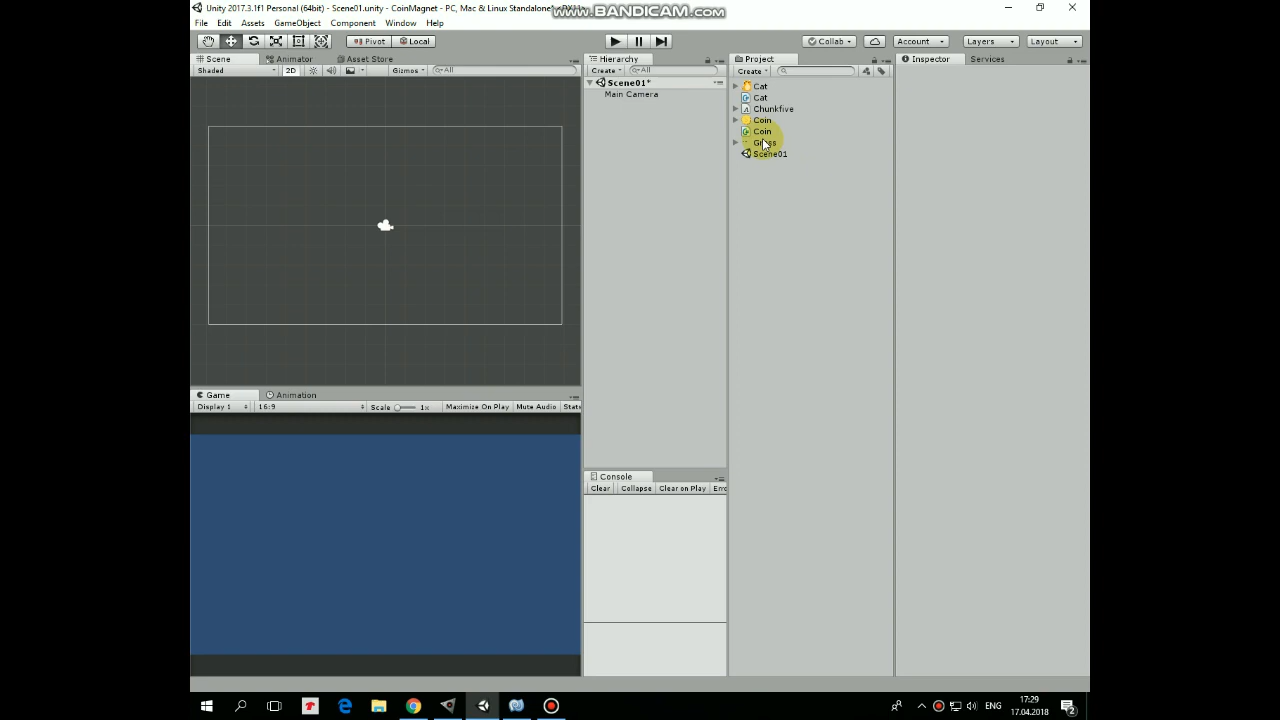 Unity 2017.3.1f1 Personal (64bit) - Scene01.unity - CoinMagnet - PC, Mac & Linux Standalone*
www.BANDICAM.com
File Edit Assets GameObject Component Window Help
Pivot Local Collab Account Layers Layout
Scene Animator Asset Store Hierarchy Project Inspector Services
Shaded 2D Gizmos All Create All Create
Scene01*
Main Camera
Cat
Cat
Chunkfive
Coin
Coin
Scene01
Game Animation
Display 1 16:9 Scale 1x Maximize On Play Mute Audio Stats
Console
Clear Collapse Clear on Play Erro
ENG
17:29
17.04.2018
2